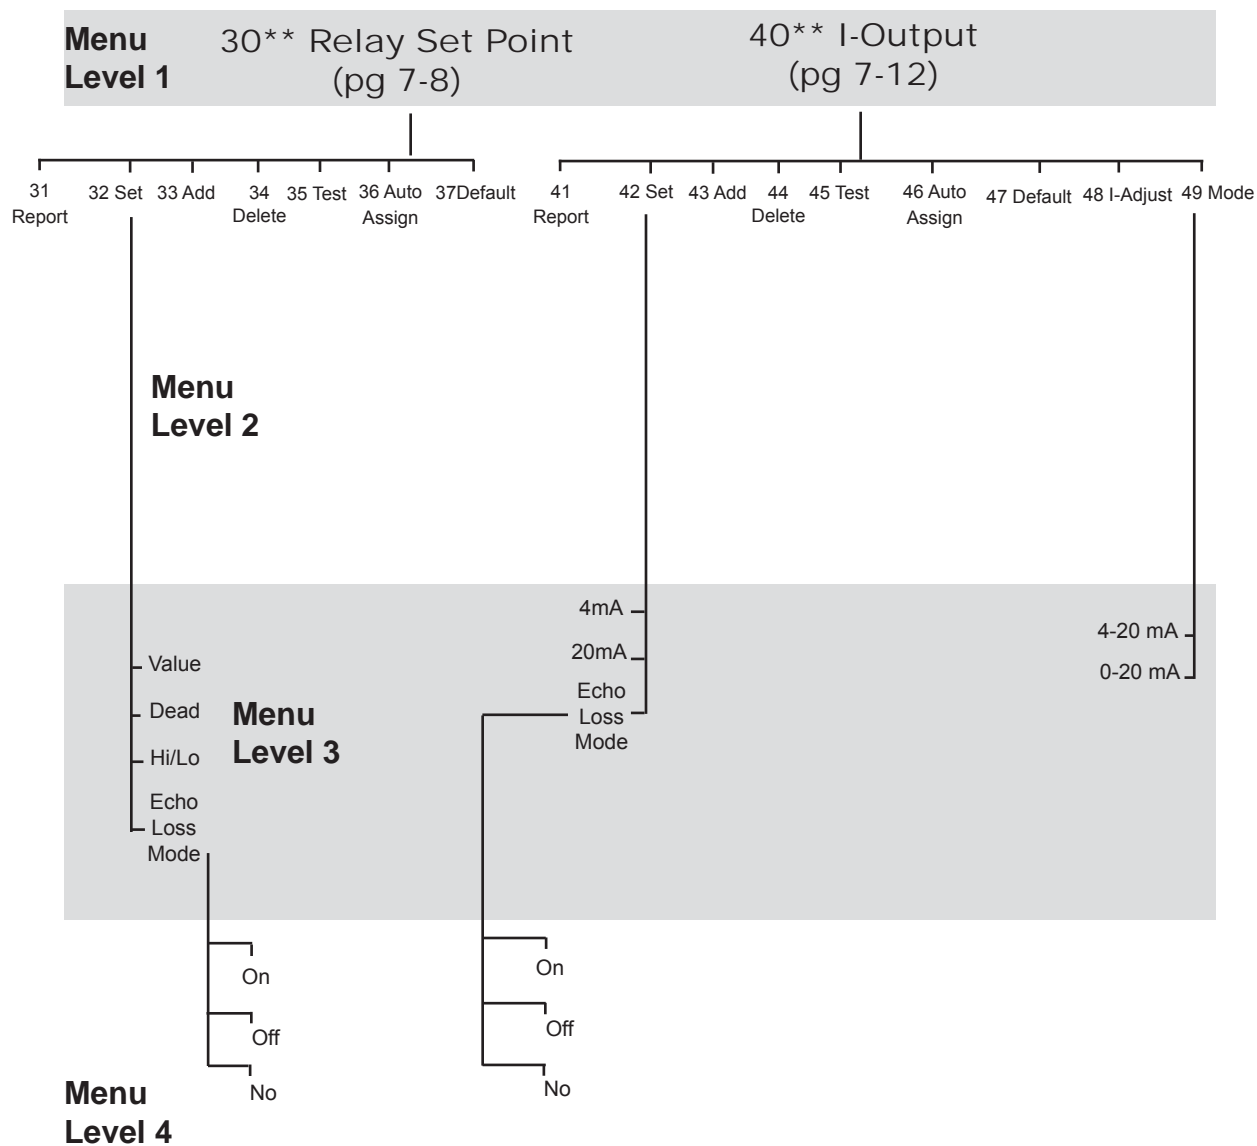 Menu
Level 1
30** Relay Set Point
(pg 7-8)
40** I-Output
(pg 7-12)
31
Report
32 Set
33 Add
34
Delete
35 Test
36 Auto
Assign
37Default
41
Report
42 Set
43 Add
44
Delete
45 Test
46 Auto
Assign
47 Default
48 I-Adjust
49 Mode
Menu
Level 2
4mA
20mA
Echo
Loss
Mode
4-20 mA
0-20 mA
Value
Dead
Hi/Lo
Echo
Loss
Mode
Menu
Level 3
On
Off
No
On
Off
No
Menu
Level 4